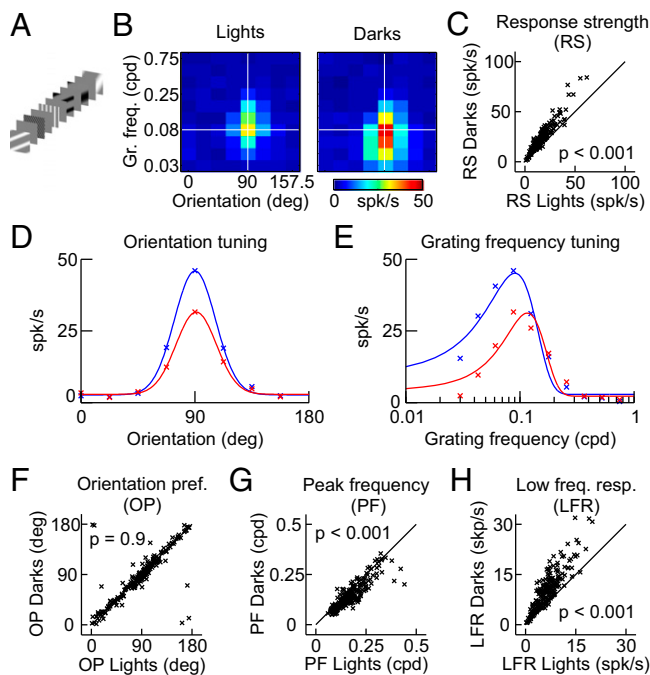 A
B
Lights
Darks
Gr. freq. (cpd)
0.75
0.25
0.08
0.03
0 90 157.5
Orientation (deg)
0 50
spk/s
C
Response strength
(RS)
RS Darks (spk/s)
100
50
0
p < 0.001
0 50 100
RS Lights (spk/s)
D
Orientation tuning
spk/s
50
25
0
0 90 180
Orientation (deg)
E
Grating frequency tuning
50
25
0
0.01 0.1 1
Grating frequency (cpd)
F
Orientation pref.
(OP)
OP Darks (deg)
180
90
0
p = 0.9
0 90 180
OP Lights (deg)
G
Peak frequency
(PF)
PF Darks (cpd)
0.5
0.25
0
p < 0.001
0 0.25 0.5
PF Lights (cpd)
H
Low freq. resp.
(LFR)
LFR Darks (skp/s)
30
15
0
p < 0.001
0 15 30
LFR Lights (spk/s)